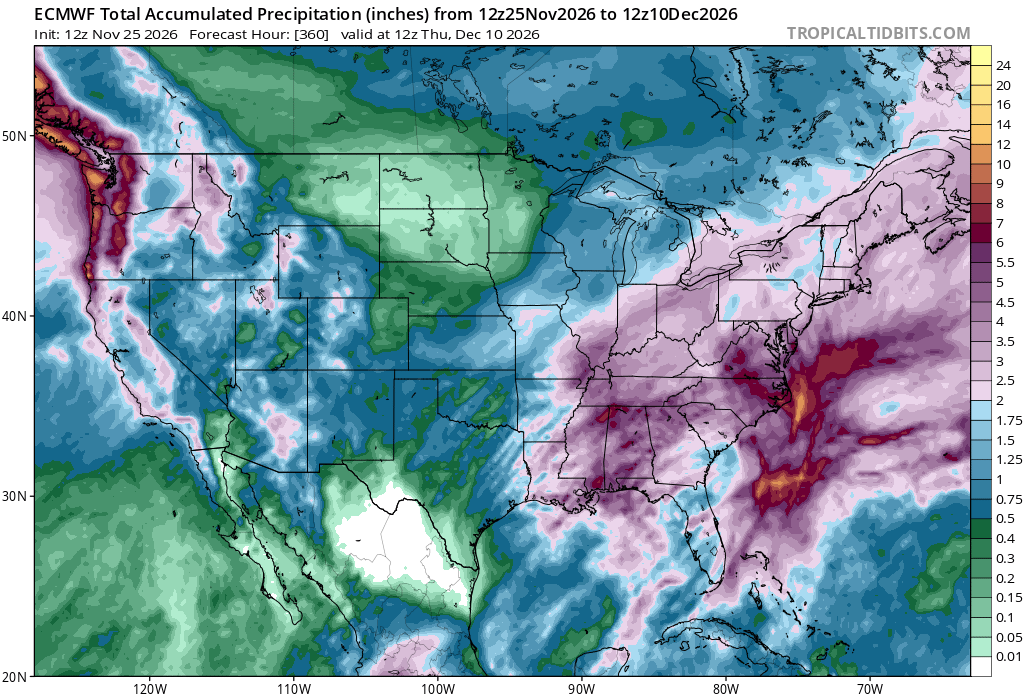 ECMWF Total Accumulated Precipitation (inches) from 12z25Nov2026 to 12z10Dec2026
Init: 12z Nov 25 2026 Forecast Hour: [360] valid at 12z Thu, Dec 10 2026
TROPICALTIDBITS.COM
24
20
16
14
12
10
9
8
7
6
5.5
5
4.5
4
3.5
3
2.5
2
1.75
1.5
1.25
1
0.75
0.5
0.4
0.3
0.2
0.15
0.1
0.05
0.01
50N
40N
30N
20N
120W
110W
100W
90W
80W
70W